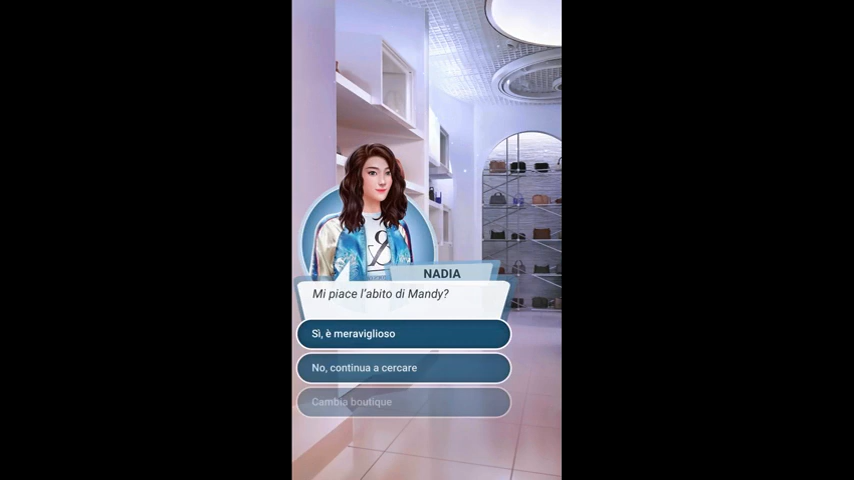 NADIA
Mi piace l'abito di Mandy?
Sì, è meraviglioso
No, continua a cercare
Cambia boutique